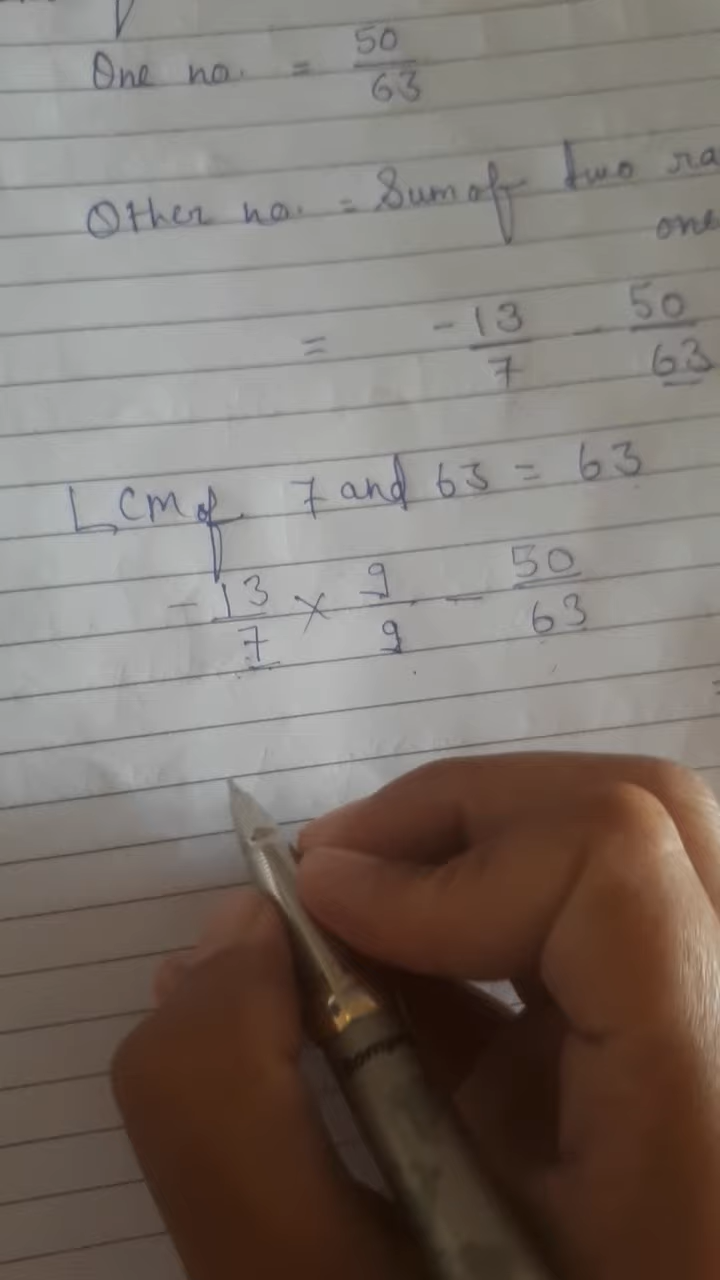 One no. = 50/63
Other no. = Sum of two ra
one
= -13/7 - 50/63
LCM of 7 and 63 = 63
-13/7 × 9/9 - 50/63
=